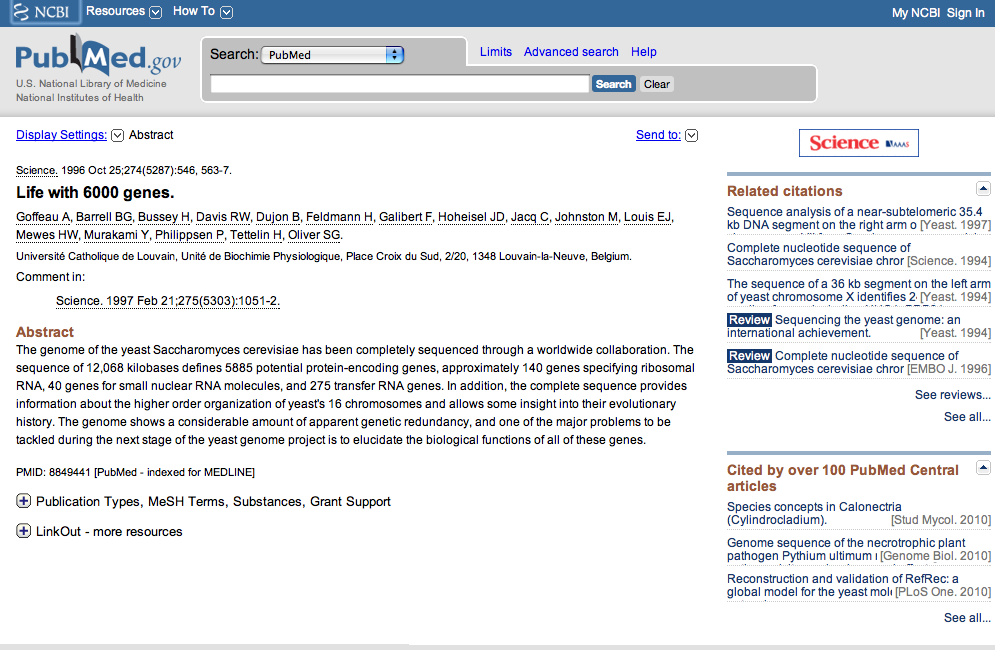 NCBI Resources How To My NCBI Sign In
PubMed.gov
U.S. National Library of Medicine
National Institutes of Health
Search: PubMed
Limits Advanced search Help
Search Clear
Display Settings: Abstract
Send to:
Science. 1996 Oct 25;274(5287):546, 563-7.
Life with 6000 genes.
Goffeau A, Barrell BG, Bussey H, Davis RW, Dujon B, Feldmann H, Galibert F, Hoheisel JD, Jacq C, Johnston M, Louis EJ,
Mewes HW, Murakami Y, Philippsen P, Tettelin H, Oliver SG.
Université Catholique de Louvain, Unité de Biochimie Physiologique, Place Croix du Sud, 2/20, 1348 Louvain-la-Neuve, Belgium.
Comment in:
Science. 1997 Feb 21;275(5303):1051-2.
Abstract
The genome of the yeast Saccharomyces cerevisiae has been completely sequenced through a worldwide collaboration. The
sequence of 12,068 kilobases defines 5885 potential protein-encoding genes, approximately 140 genes specifying ribosomal
RNA, 40 genes for small nuclear RNA molecules, and 275 transfer RNA genes. In addition, the complete sequence provides
information about the higher order organization of yeast's 16 chromosomes and allows some insight into their evolutionary
history. The genome shows a considerable amount of apparent genetic redundancy, and one of the major problems to be
tackled during the next stage of the yeast genome project is to elucidate the biological functions of all of these genes.
PMID: 8849441 [PubMed - indexed for MEDLINE]
Publication Types, MeSH Terms, Substances, Grant Support
LinkOut - more resources
Science AAAS
Related citations
Sequence analysis of a near-subtelomeric 35.4
kb DNA segment on the right arm o [Yeast. 1997]
Complete nucleotide sequence of
Saccharomyces cerevisiae chror [Science. 1994]
The sequence of a 36 kb segment on the left arm
of yeast chromosome X identifies 2 [Yeast. 1994]
Review Sequencing the yeast genome: an
international achievement. [Yeast. 1994]
Review Complete nucleotide sequence of
Saccharomyces cerevisiae chror [EMBO J. 1996]
See reviews...
See all...
Cited by over 100 PubMed Central
articles
Species concepts in Calonectria
(Cylindrocladium). [Stud Mycol. 2010]
Genome sequence of the necrotrophic plant
pathogen Pythium ultimum [Genome Biol. 2010]
Reconstruction and validation of RefRec: a
global model for the yeast mole [PLoS One. 2010]
See all...